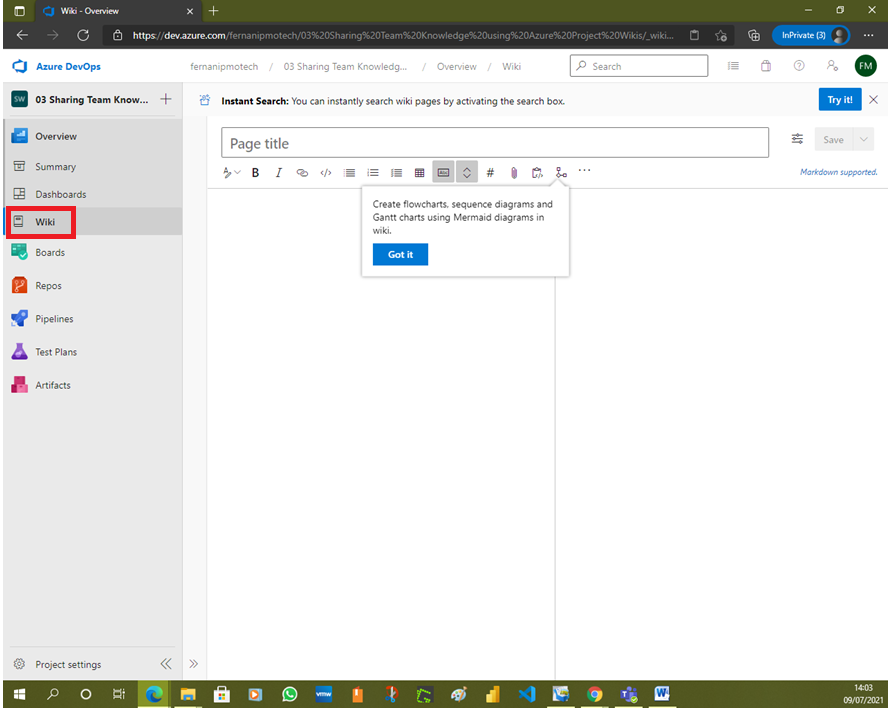 Wiki - Overview
https://dev.azure.com/fernanipmotech/03%20Sharing%20Team%20Knowledge%20using%20Azure%20Project%20Wikis/_wiki...
InPrivate (3)
Azure DevOps
fernanipmotech / 03 Sharing Team Knowledg... / Overview / Wiki
Search
FM
SW
03 Sharing Team Know...
Instant Search: You can instantly search wiki pages by activating the search box.
Try it!
Overview
Summary
Dashboards
Wiki
Boards
Repos
Pipelines
Test Plans
Artifacts
Page title
Save
B I </> Abc #
Markdown supported.
Create flowcharts, sequence diagrams and
Gantt charts using Mermaid diagrams in
wiki.
Got it
Project settings
vmw
14:03
09/07/2021